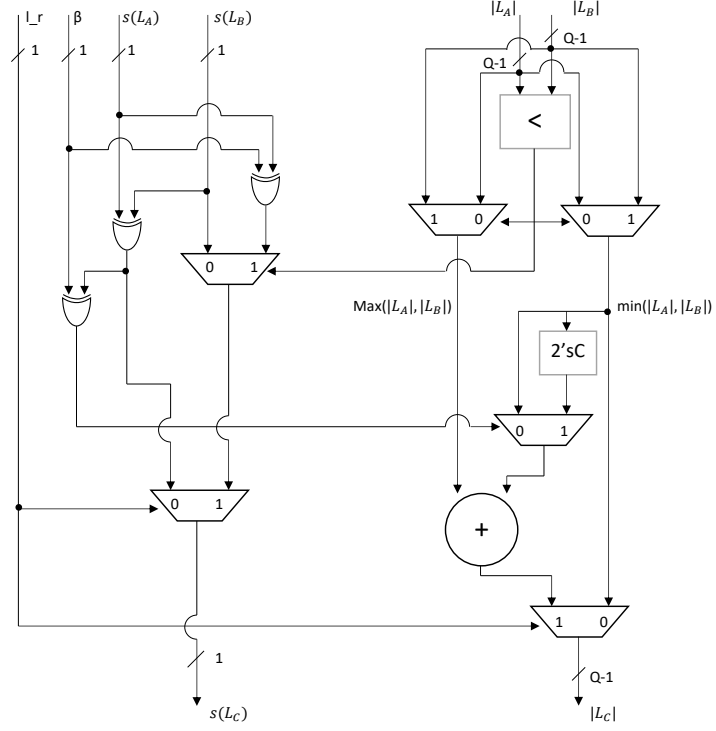 l_r β s(L_A) s(L_B) |L_A| |L_B|
1 1 1 1 Q-1
Q-1
<
1 0 0 1
0 1
Max(|L_A|, |L_B|) min(|L_A|, |L_B|)
2'sC
0 1
0 1
+
1 0
1
Q-1
s(L_C) |L_C|